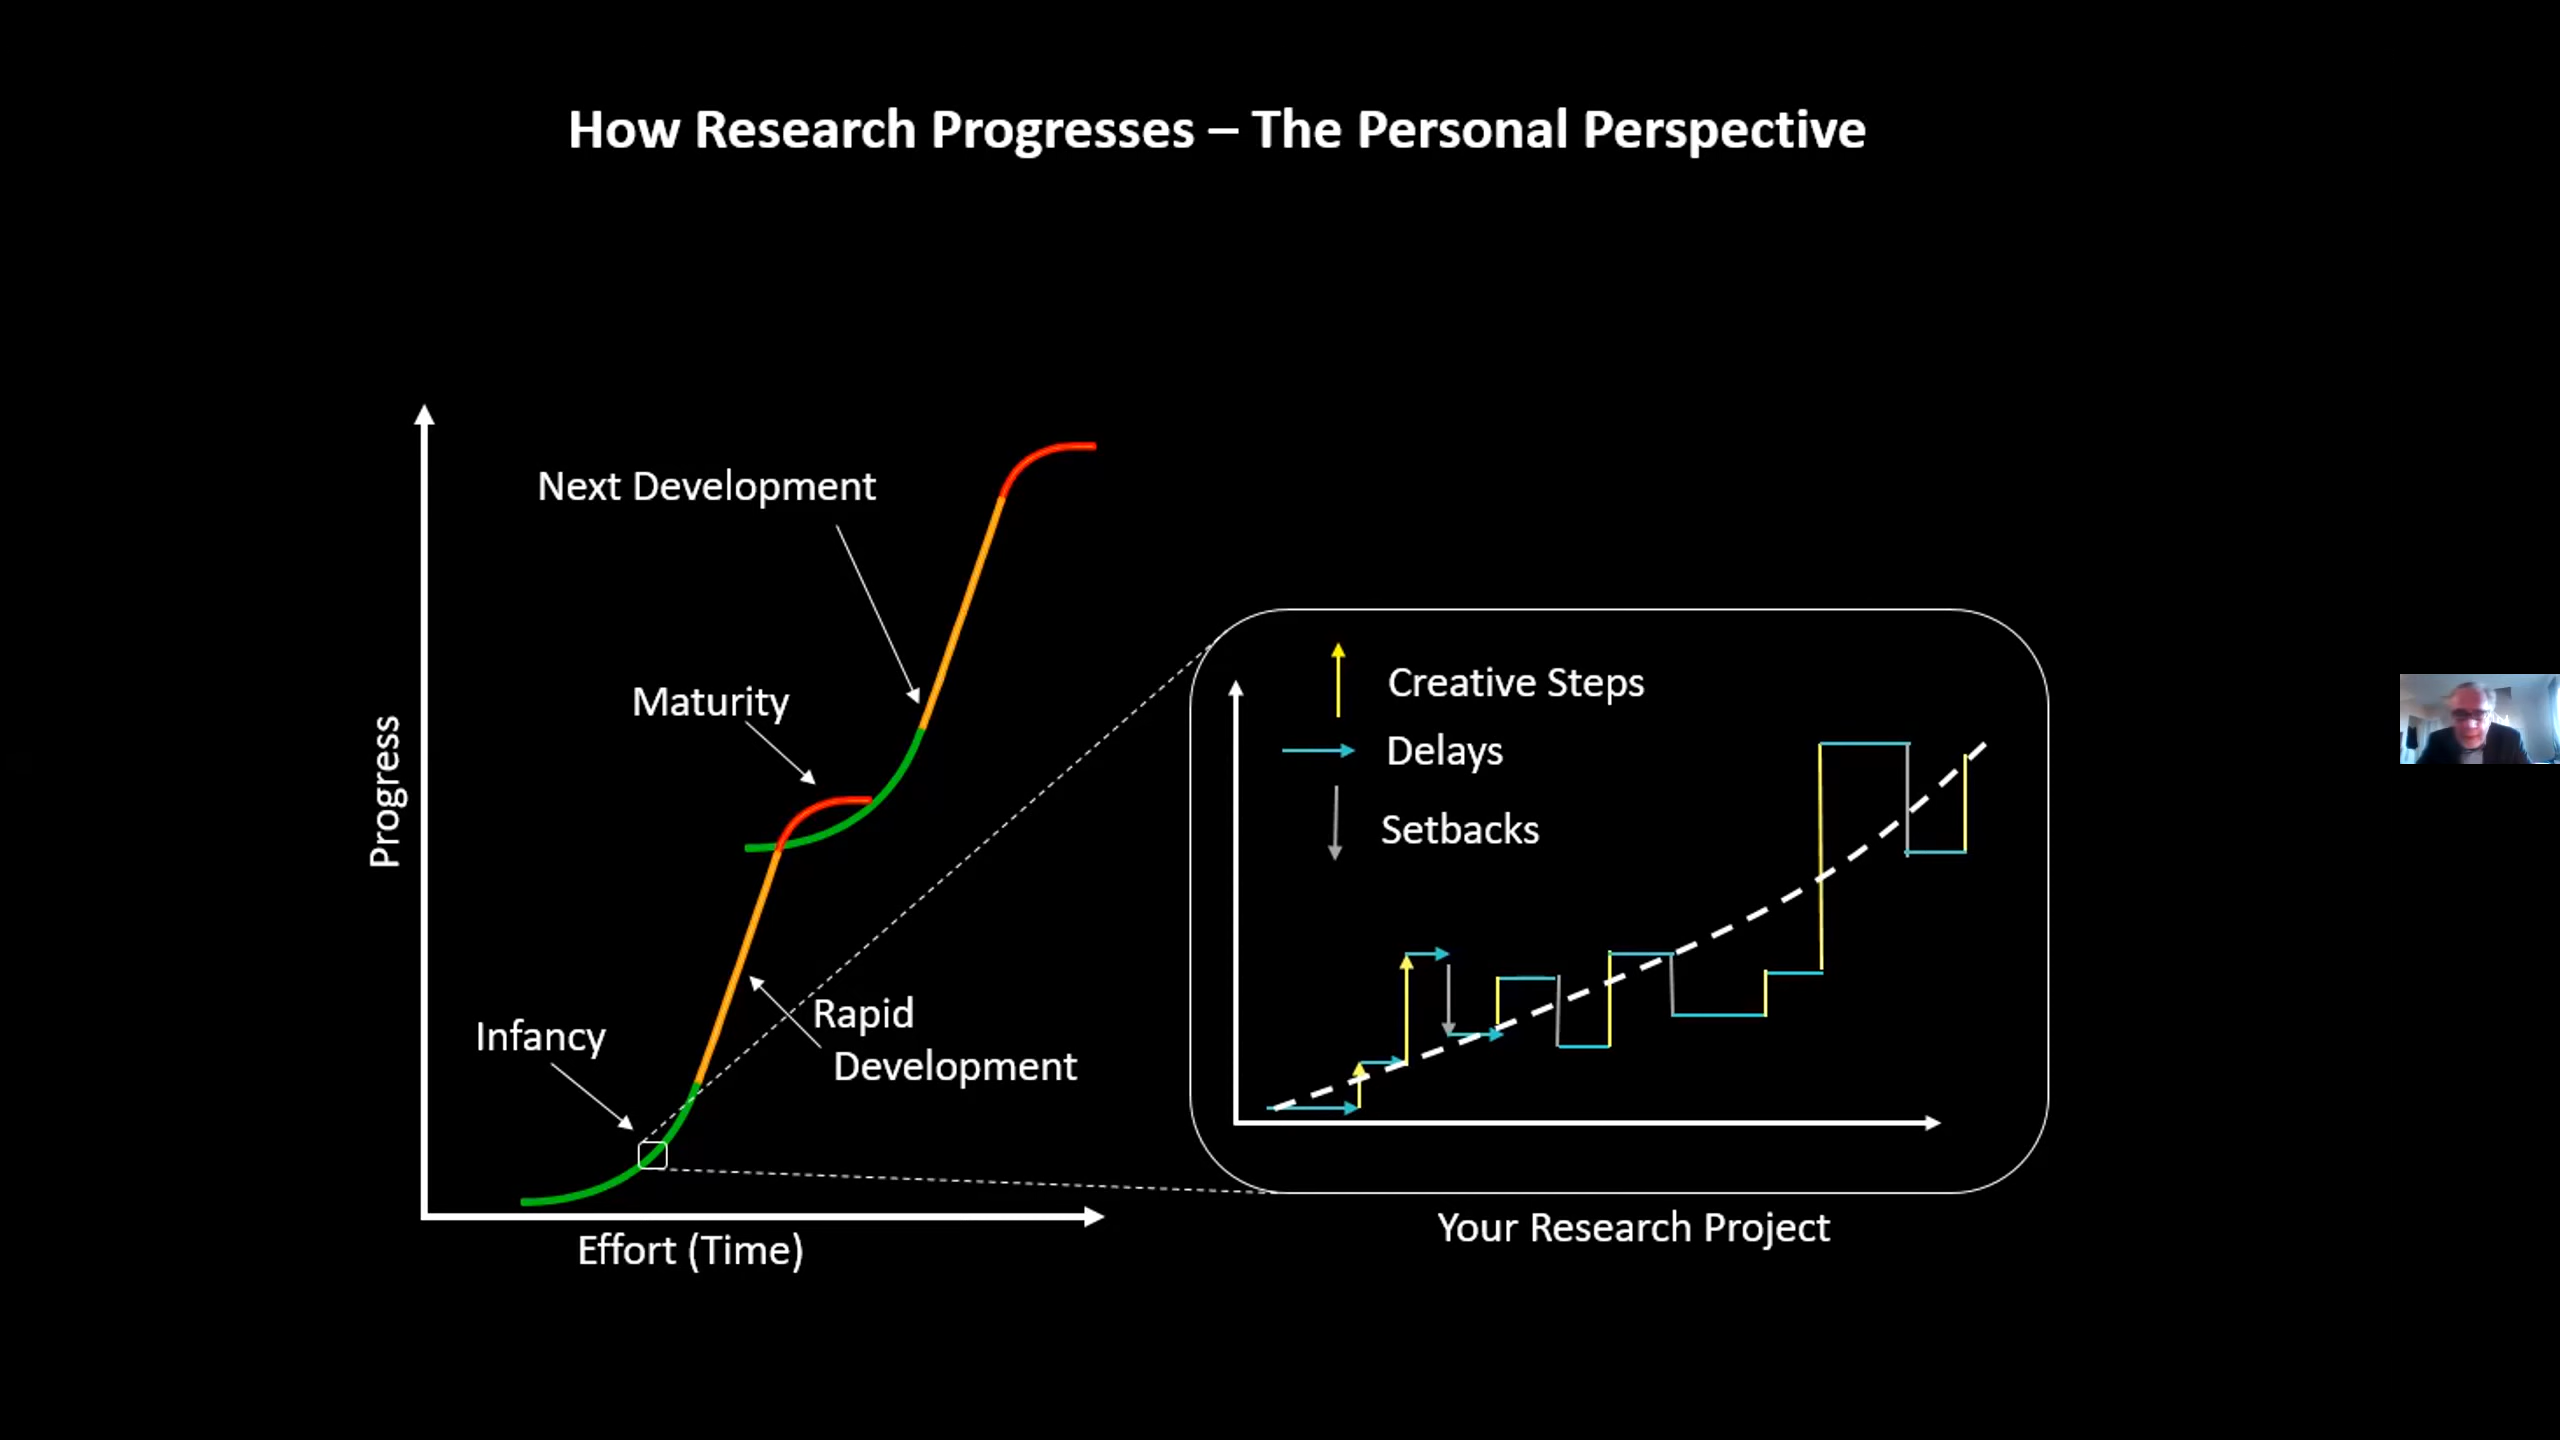 How Research Progresses – The Personal Perspective
Next Development
Maturity
Progress
Infancy
Rapid
Development
Effort (Time)
Creative Steps
Delays
Setbacks
Your Research Project